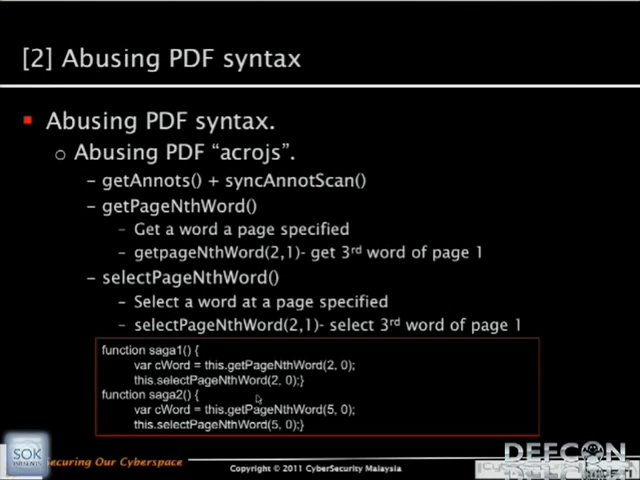 [2] Abusing PDF syntax
Abusing PDF syntax.
Abusing PDF "acrojs".
– getAnnots() + syncAnnotScan()
– getPageNthWord()
– Get a word a page specified
– getpageNthWord(2,1)- get 3rd word of page 1
– selectPageNthWord()
– Select a word at a page specified
– selectPageNthWord(2,1)- select 3rd word of page 1
function saga1() {
var cWord = this.getPageNthWord(2, 0);
this.selectPageNthWord(2, 0);}
function saga2() {
var cWord = this.getPageNthWord(5, 0);
this.selectPageNthWord(5, 0);}
SOK
PRESENTS
Securing Our Cyberspace
Copyright © 2011 CyberSecurity Malaysia
DEFCON